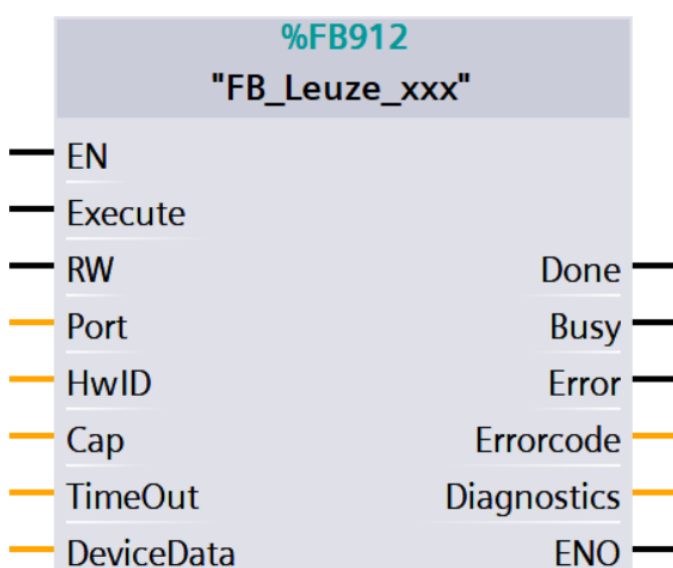 %FB912
"FB_Leuze_xxx"
EN
Execute
RW Done
Port Busy
HwID Error
Cap Errorcode
TimeOut Diagnostics
DeviceData ENO